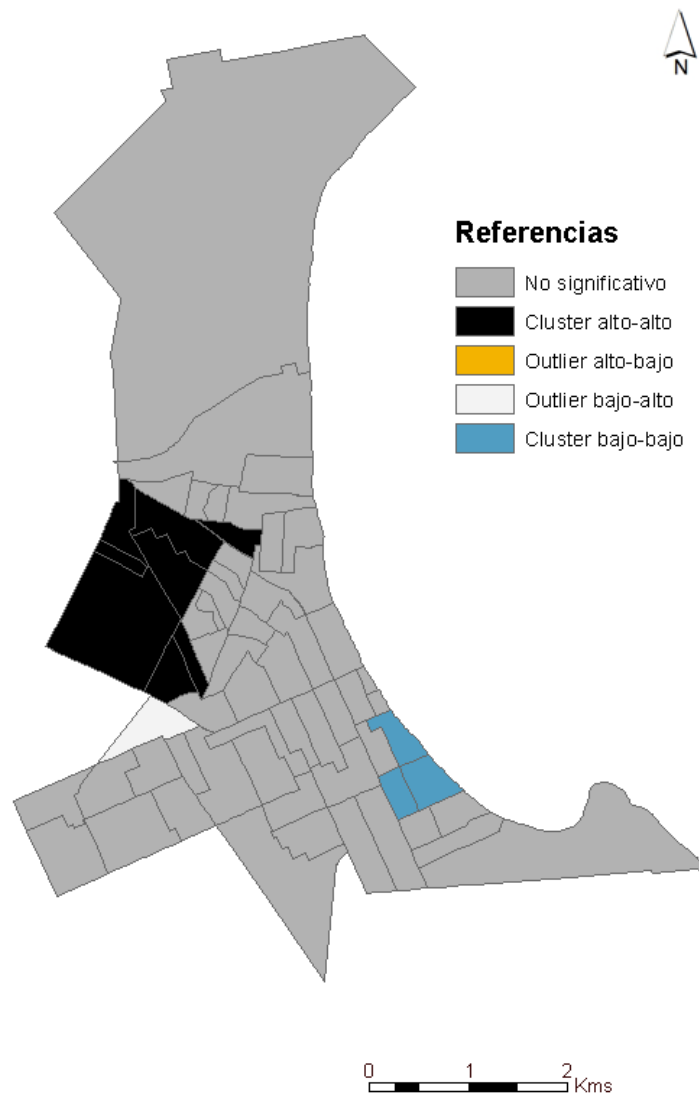 N
Referencias
No significativo
Cluster alto-alto
Outlier alto-bajo
Outlier bajo-alto
Cluster bajo-bajo
0 1 2
Kms